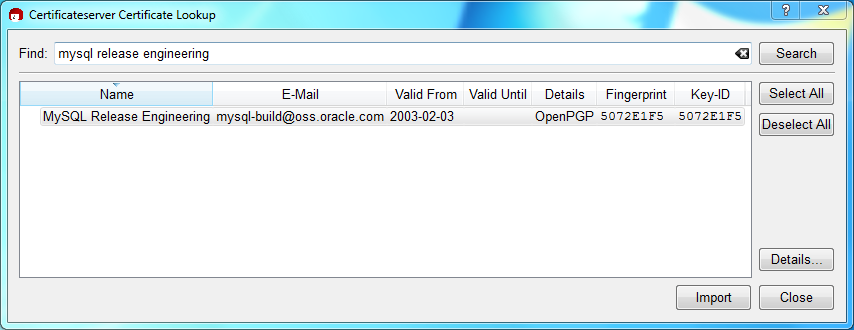 Certificateserver Certificate Lookup
Find: mysql release engineering Search
Name E-Mail Valid From Valid Until Details Fingerprint Key-ID Select All
MySQL Release Engineering mysql-build@oss.oracle.com 2003-02-03 OpenPGP 5072E1F5 5072E1F5 Deselect All
Details...
Import Close